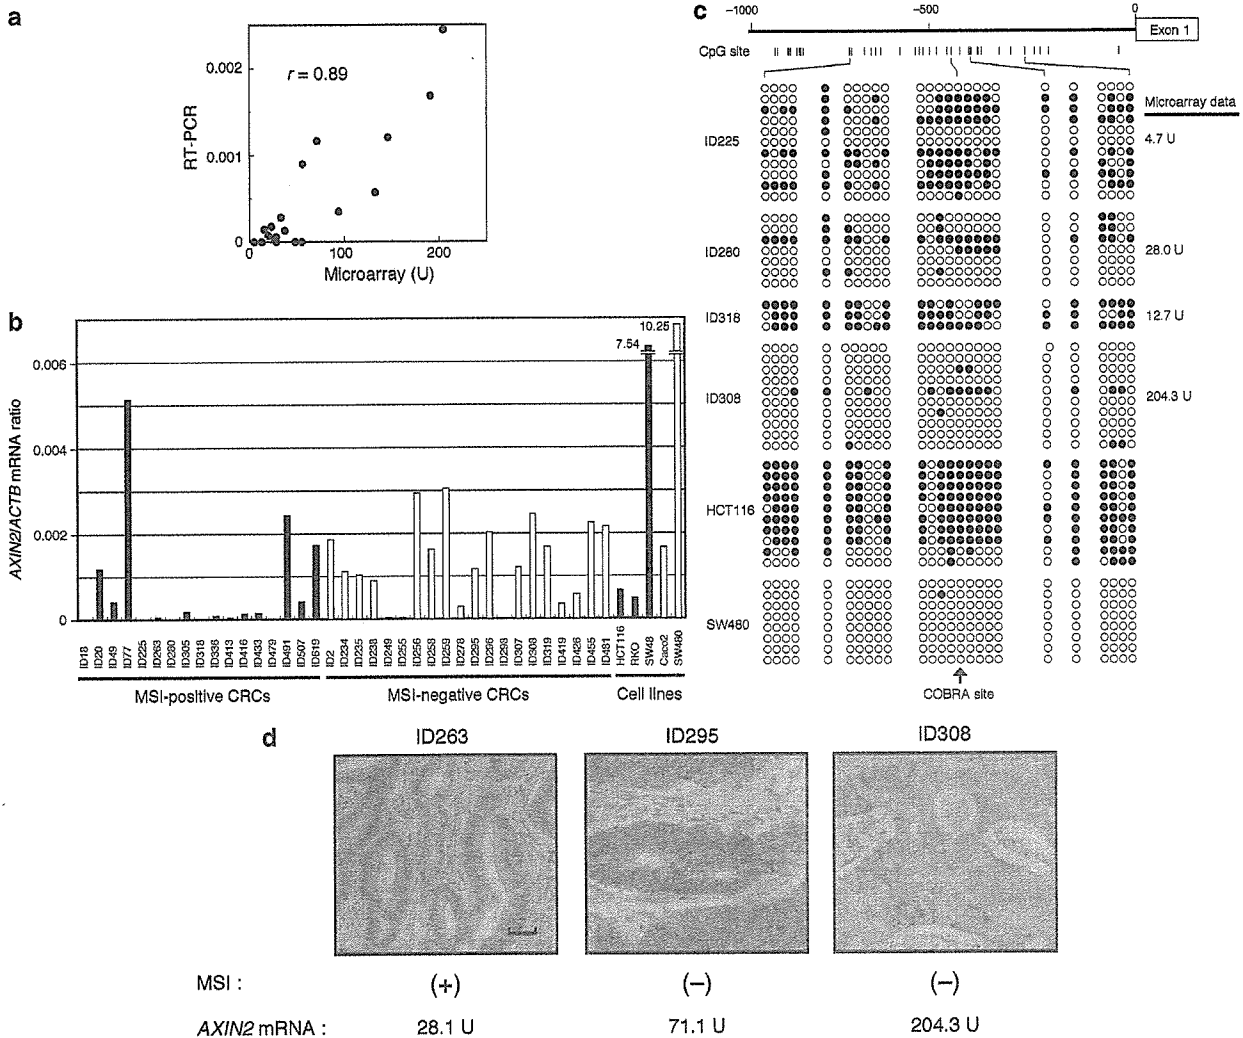 a
r = 0.89
RT-PCR
0.002
0.001
0
0
100
200
Microarray (U)
b
AXIN2/ACTB mRNA ratio
0.006
0.004
0.002
0
7.54
10.25
ID18
ID20
ID49
ID77
ID225
ID263
ID280
ID305
ID318
ID336
ID413
ID416
ID433
ID479
ID491
ID507
ID619
ID2
ID234
ID235
ID238
ID249
ID255
ID256
ID258
ID259
ID278
ID295
ID296
ID298
ID307
ID308
ID319
ID419
ID426
ID455
ID481
HCT116
RKO
SW48
Caco2
SW480
MSI-positive CRCs
MSI-negative CRCs
Cell lines
c
−1000
−500
0
Exon 1
CpG site
Microarray data
ID225
4.7 U
ID280
28.0 U
ID318
12.7 U
ID308
204.3 U
HCT116
SW480
COBRA site
d
ID263
ID295
ID308
MSI :
(+)
(−)
(−)
AXIN2 mRNA :
28.1 U
71.1 U
204.3 U